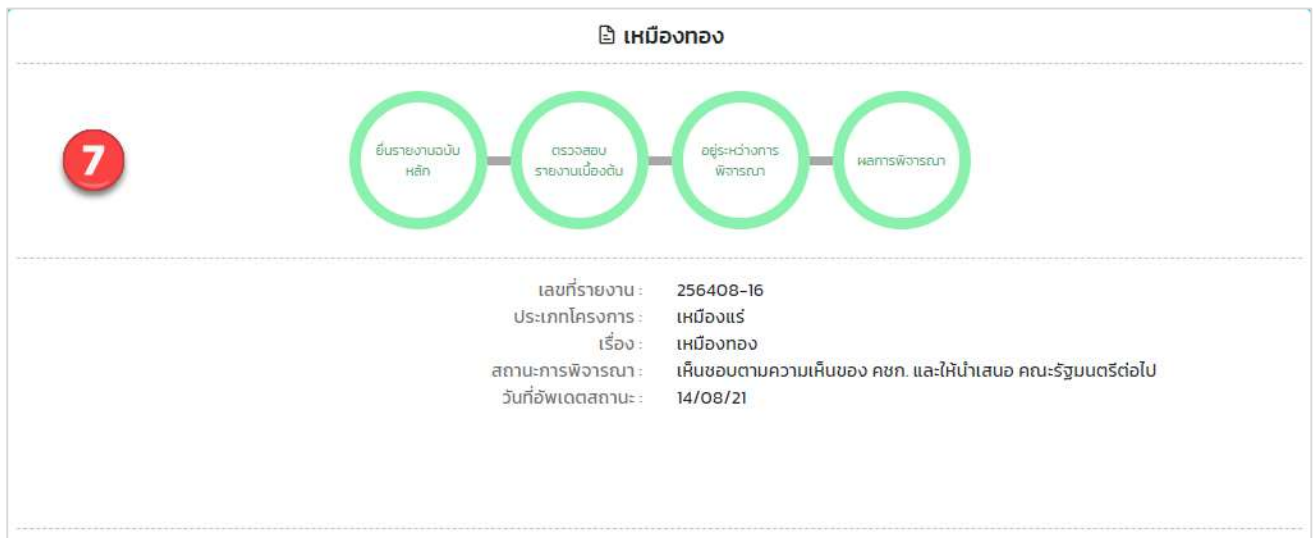 เหมืองทอง
7
ยื่นรายงานฉบับ
หลัก
ตรวจสอบ
รายงานเบื้องต้น
อยู่ระหว่างการ
พิจารณา
ผลการพิจารณา
เลขที่รายงาน : 256408-16
ประเภทโครงการ : เหมืองแร่
เรื่อง : เหมืองทอง
สถานะการพิจารณา : เห็นชอบตามความเห็นของ คชก. และให้นำเสนอ คณะรัฐมนตรีต่อไป
วันที่อัพเดตสถานะ : 14/08/21